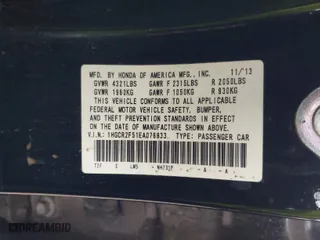 MFD. BY HONDA OF AMERICA MFG., INC. 11/13
GVWR 4321LBS GAWR F 2315LBS R 2050LBS
GVWR 1960KG GAWR F 1050KG R 930KG
THIS VEHICLE CONFORMS TO ALL APPLICABLE
FEDERAL MOTOR VEHICLE SAFETY, BUMPER, AND
THEFT PREVENTION STANDARDS IN EFFECT ON THE
DATE OF MANUFACTURE SHOWN ABOVE.
V.I.N.: 1HGCR2F51EA076933 TYPE: PASSENGER CAR
DREAMBID